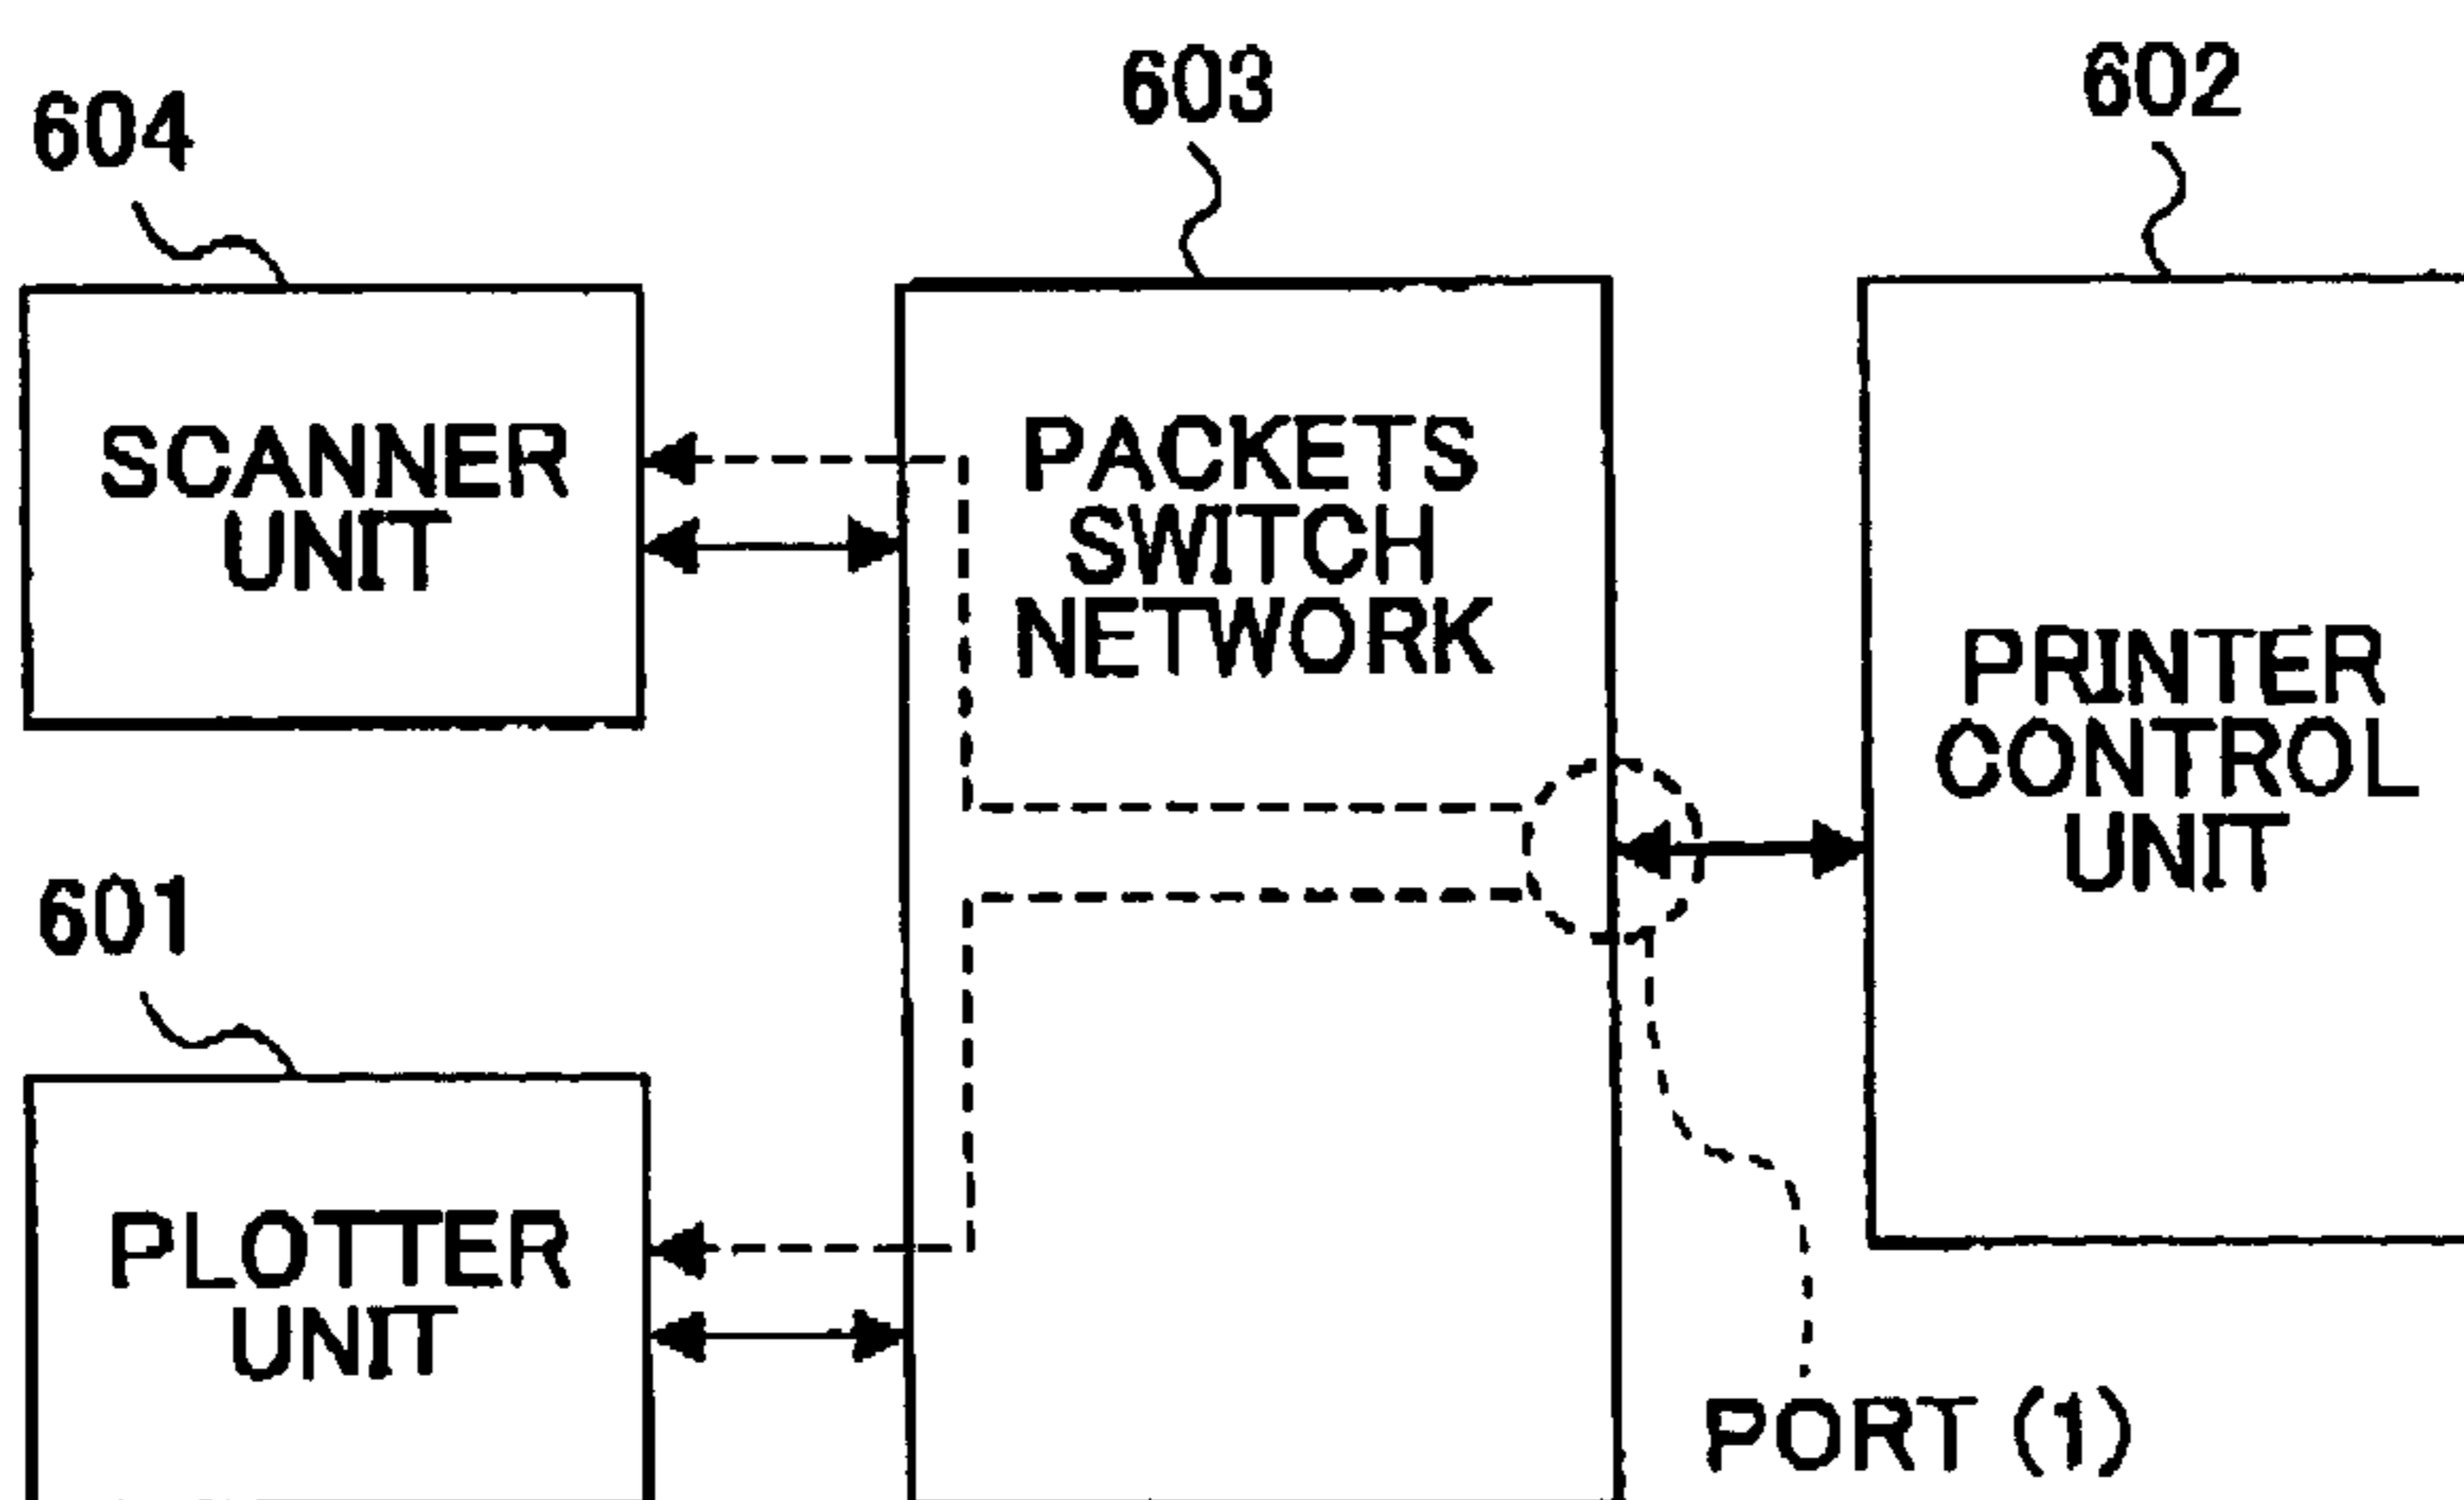 604
603
602
SCANNER
UNIT
PACKETS
SWITCH
NETWORK
PRINTER
CONTROL
UNIT
601
PLOTTER
UNIT
PORT (1)